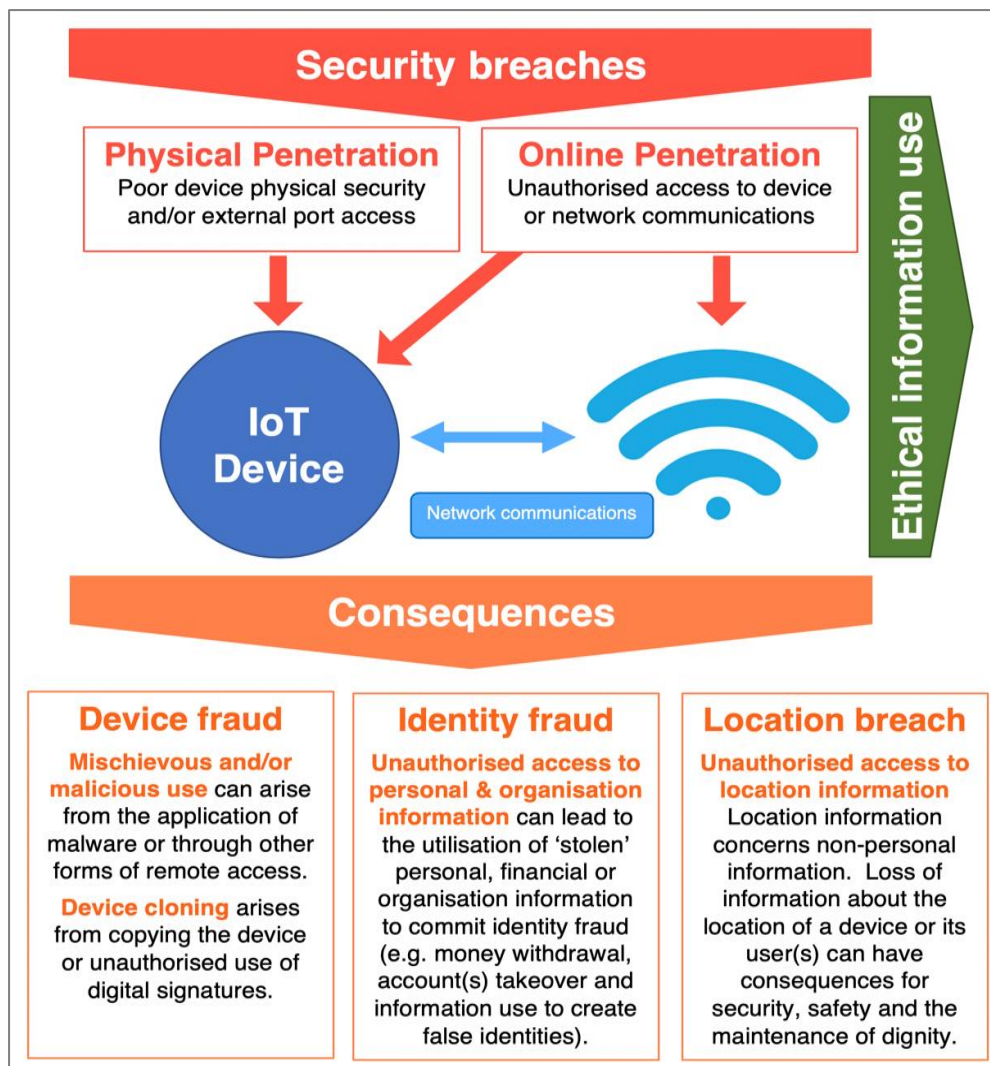 Security breaches
Physical Penetration
Poor device physical security
and/or external port access
Online Penetration
Unauthorised access to device
or network communications
Ethical information use
IoT
Device
Network communications
Consequences
Device fraud
Mischievous and/or
malicious use can arise
from the application of
malware or through other
forms of remote access.
Device cloning arises
from copying the device
or unauthorised use of
digital signatures.
Identity fraud
Unauthorised access to
personal & organisation
information can lead to
the utilisation of ‘stolen’
personal, financial or
organisation information
to commit identity fraud
(e.g. money withdrawal,
account(s) takeover and
information use to create
false identities).
Location breach
Unauthorised access to
location information
Location information
concerns non-personal
information.  Loss of
information about the
location of a device or its
user(s) can have
consequences for
security, safety and the
maintenance of dignity.